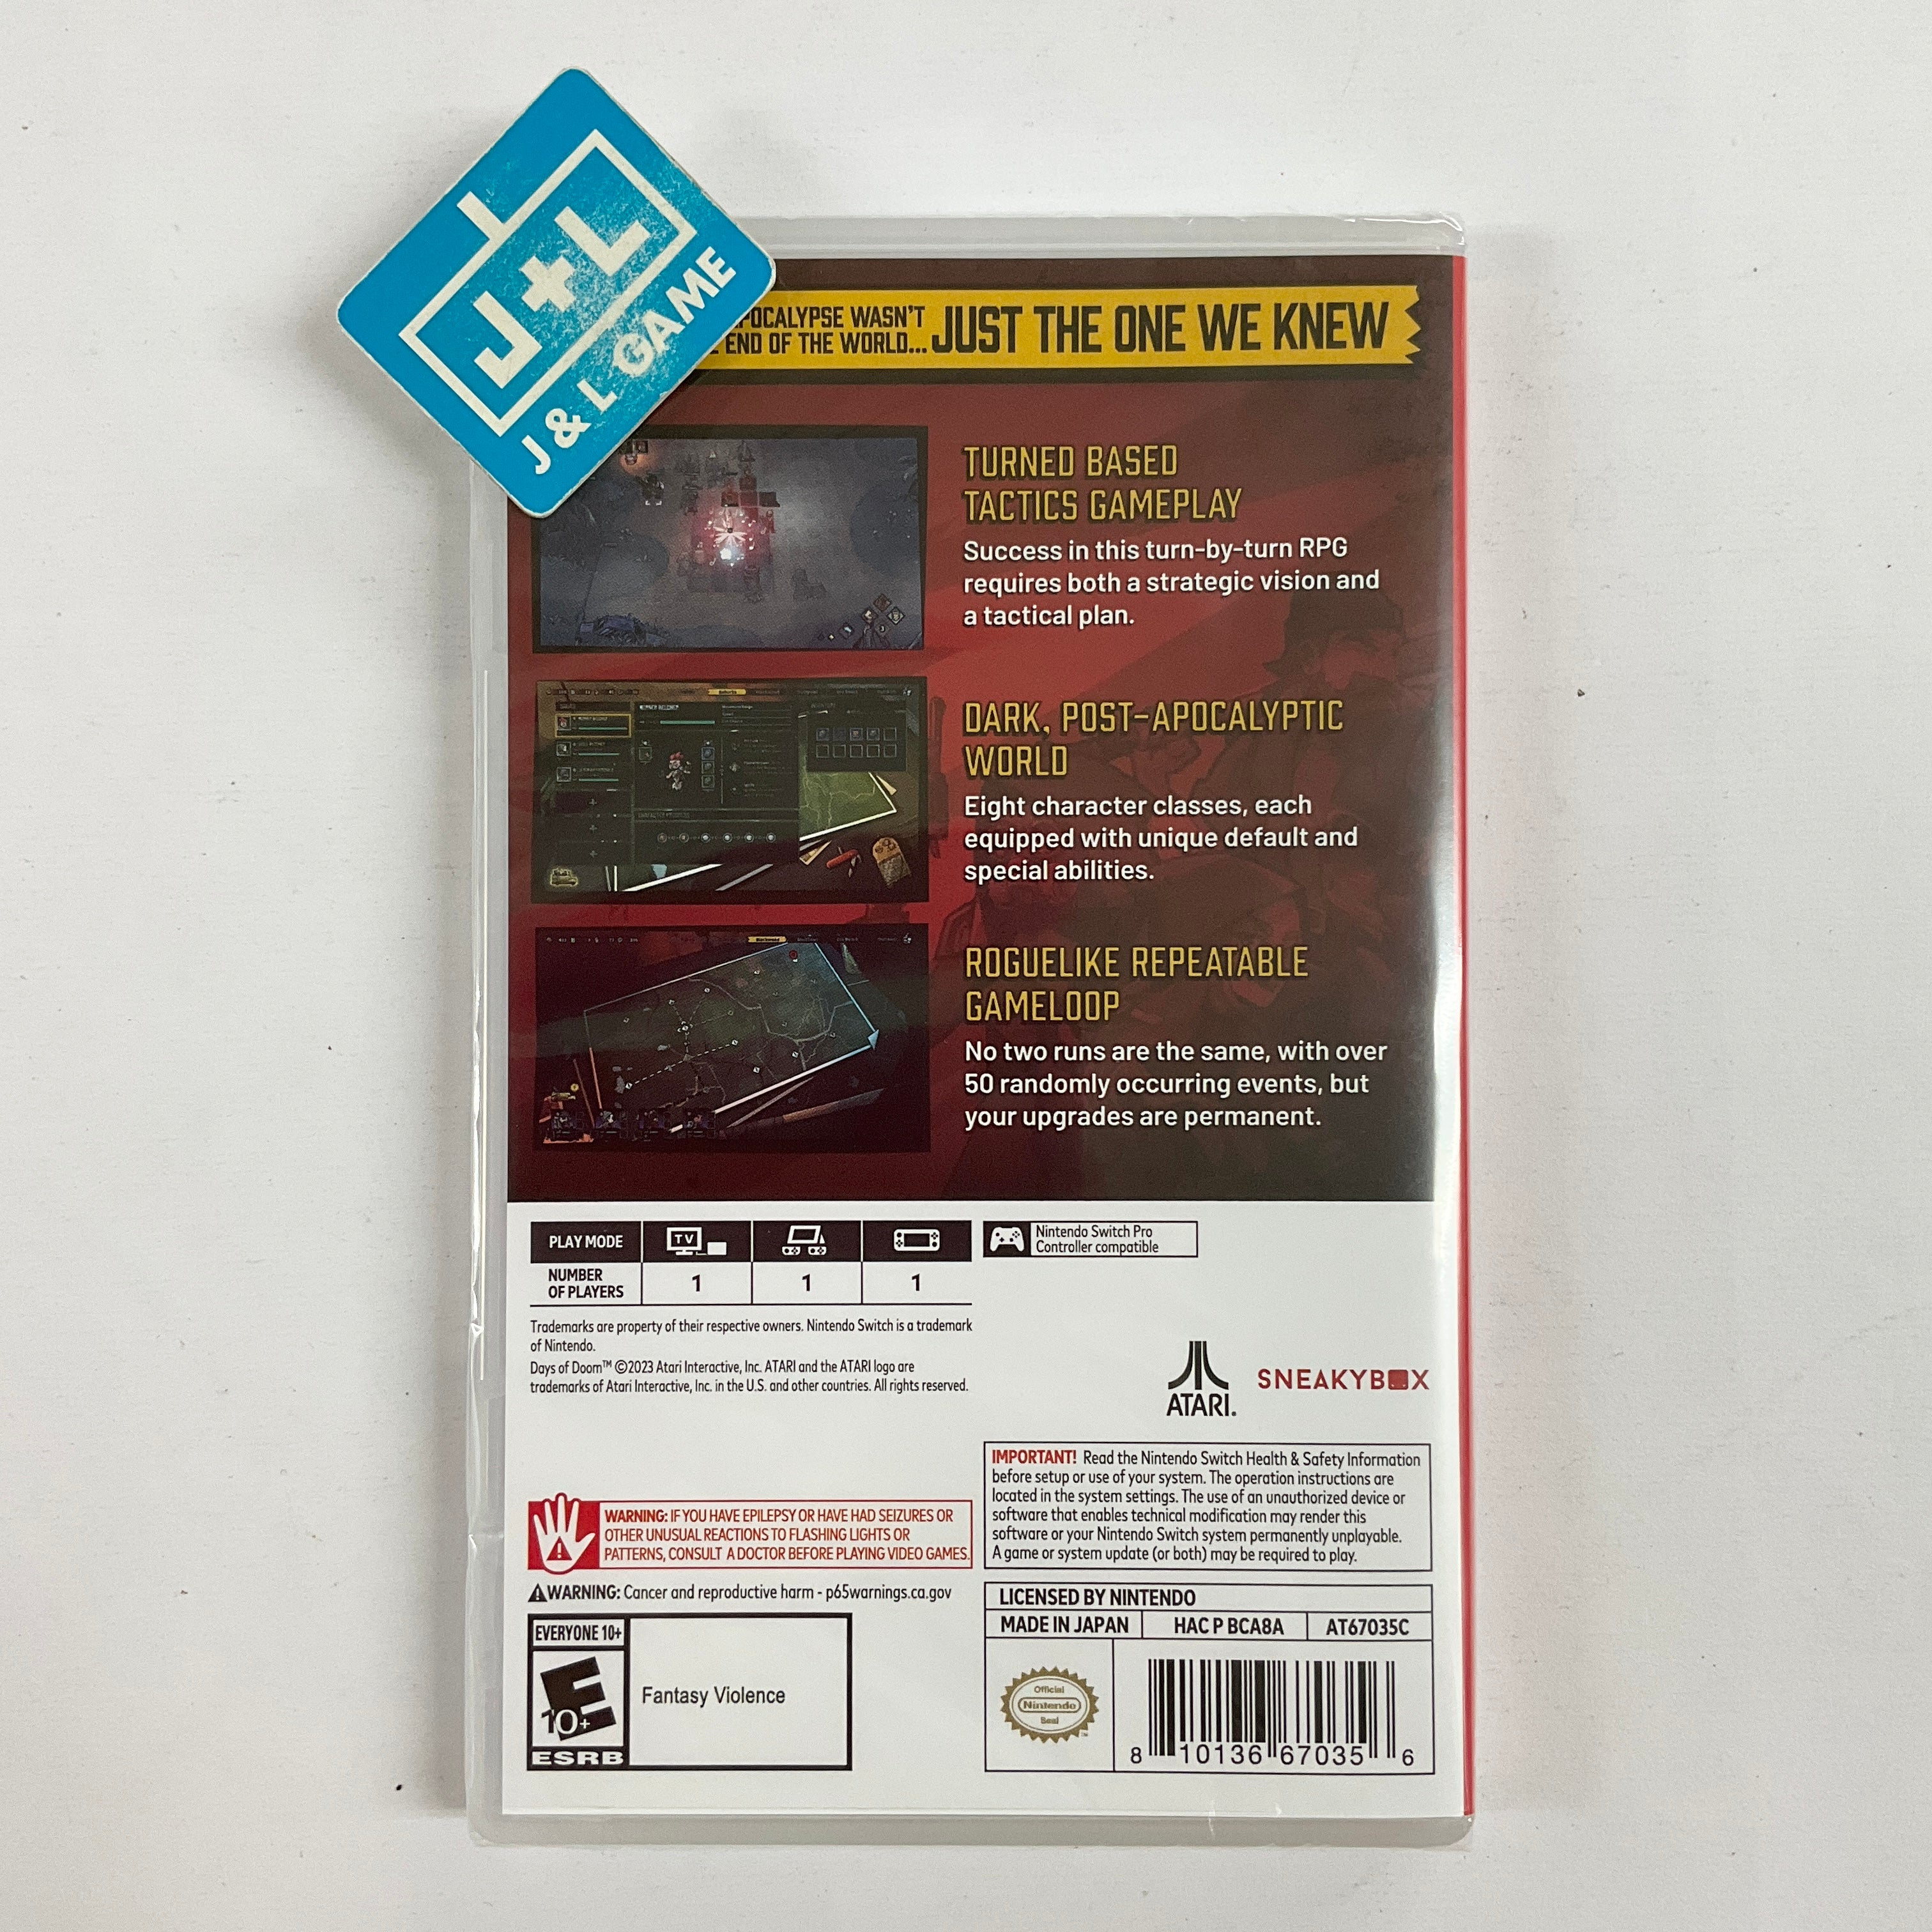 J+L
J & L GAME
POCALYPSE WASN'T
END OF THE WORLD...
JUST THE ONE WE KNEW
TURNED BASED
TACTICS GAMEPLAY
Success in this turn-by-turn RPG
requires both a strategic vision and
a tactical plan.
DARK, POST-APOCALYPTIC
WORLD
Eight character classes, each
equipped with unique default and
special abilities.
ROGUELIKE REPEATABLE
GAMELOOP
No two runs are the same, with over
50 randomly occurring events, but
your upgrades are permanent.
PLAY MODE
TV
NUMBER
OF PLAYERS
1 1 1
Nintendo Switch Pro
Controller compatible
Trademarks are property of their respective owners. Nintendo Switch is a trademark
of Nintendo.
Days of Doom™ ©2023 Atari Interactive, Inc. ATARI and the ATARI logo are
trademarks of Atari Interactive, Inc. in the U.S. and other countries. All rights reserved.
ATARI.
SNEAKYBOX
IMPORTANT! Read the Nintendo Switch Health & Safety Information
before setup or use of your system. The operation instructions are
located in the system settings. The use of an unauthorized device or
software that enables technical modification may render this
software or your Nintendo Switch system permanently unplayable.
A game or system update (or both) may be required to play.
WARNING: IF YOU HAVE EPILEPSY OR HAVE HAD SEIZURES OR
OTHER UNUSUAL REACTIONS TO FLASHING LIGHTS OR
PATTERNS, CONSULT A DOCTOR BEFORE PLAYING VIDEO GAMES.
WARNING: Cancer and reproductive harm - p65warnings.ca.gov
EVERYONE 10+
E
10+
ESRB
Fantasy Violence
LICENSED BY NINTENDO
MADE IN JAPAN HAC P BCA8A AT67035C
Official
Nintendo
Seal
8 10136 67035 6